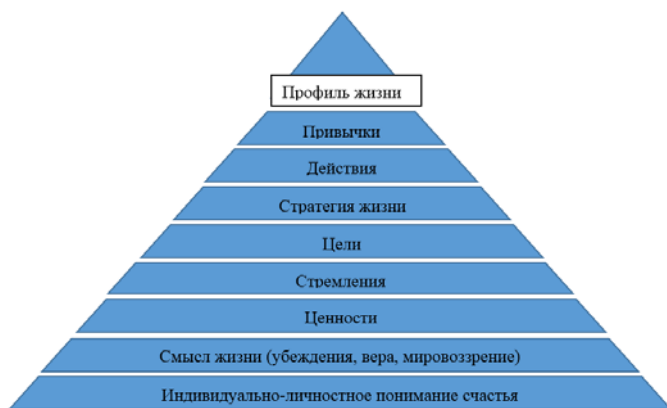 Профиль жизни
Привычки
Действия
Стратегия жизни
Цели
Стремления
Ценности
Смысл жизни (убеждения, вера, мировоззрение)
Индивидуально-личностное понимание счастья